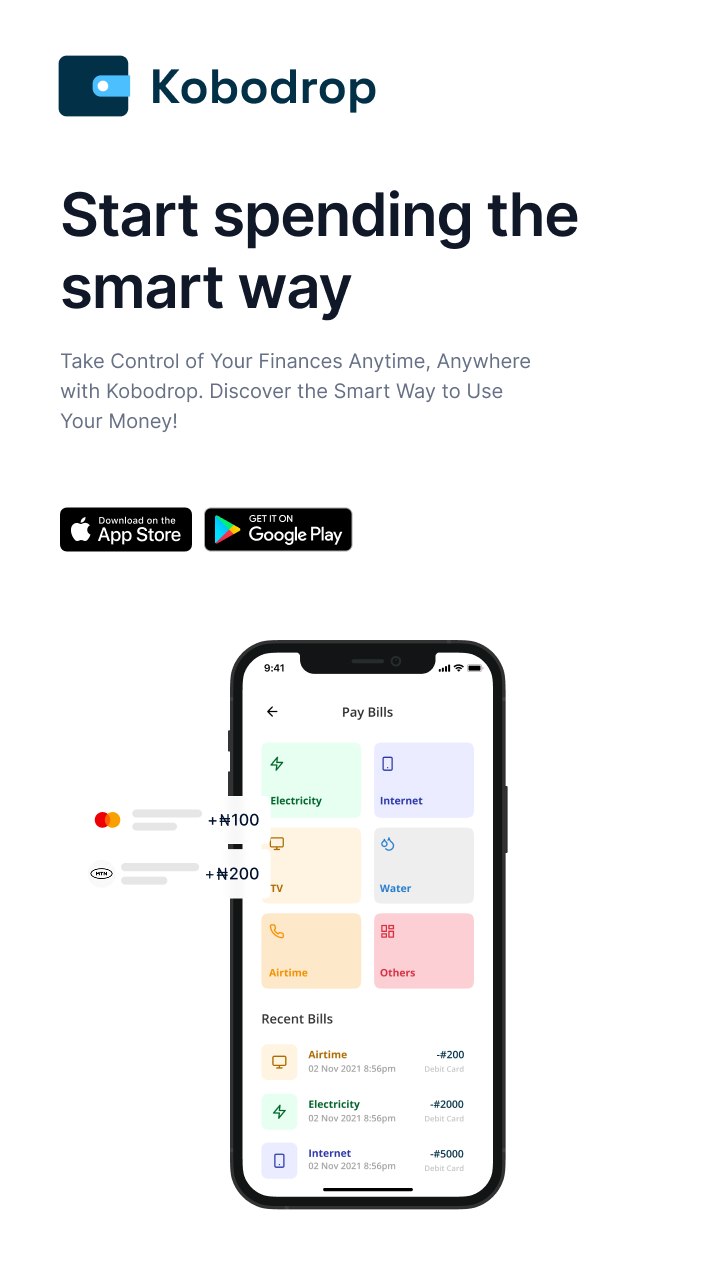 Kobodrop
Start spending the
smart way
Take Control of Your Finances Anytime, Anywhere
with Kobodrop. Discover the Smart Way to Use
Your Money!
Download on the
App Store
GET IT ON
Google Play
9:41
Pay Bills
Electricity
Internet
+₦100
TV
Water
MTN
+₦200
Airtime
Others
Recent Bills
Airtime
-#200
02 Nov 2021 8:56pm
Debit Card
Electricity
-#2000
02 Nov 2021 8:56pm
Debit Card
Internet
-#5000
02 Nov 2021 8:56pm
Debit Card